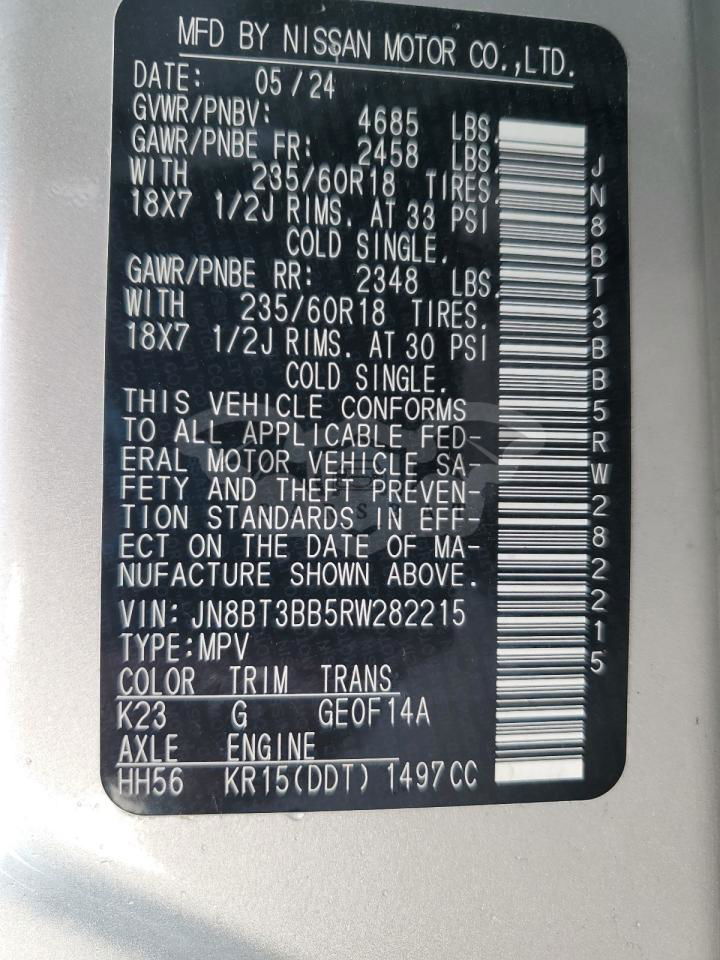 MFD BY NISSAN MOTOR CO.,LTD.
DATE: 05/24
GVWR/PNBV: 4685 LBS.
GAWR/PNBE FR: 2458 LBS.
WITH 235/60R18 TIRES.
18X7 1/2J RIMS. AT 33 PSI
COLD SINGLE.
GAWR/PNBE RR: 2348 LBS.
WITH 235/60R18 TIRES.
18X7 1/2J RIMS. AT 30 PSI
COLD SINGLE.
THIS VEHICLE CONFORMS
TO ALL APPLICABLE FED-
ERAL MOTOR VEHICLE SA-
FETY AND THEFT PREVEN-
TION STANDARDS IN EFF-
ECT ON THE DATE OF MA-
NUFACTURE SHOWN ABOVE.
VIN: JN8BT3BB5RW282215
TYPE:MPV
COLOR TRIM TRANS
K23 G GE0F14A
AXLE ENGINE
HH56 KR15(DDT) 1497CC
JN8BT3BB5RW282215